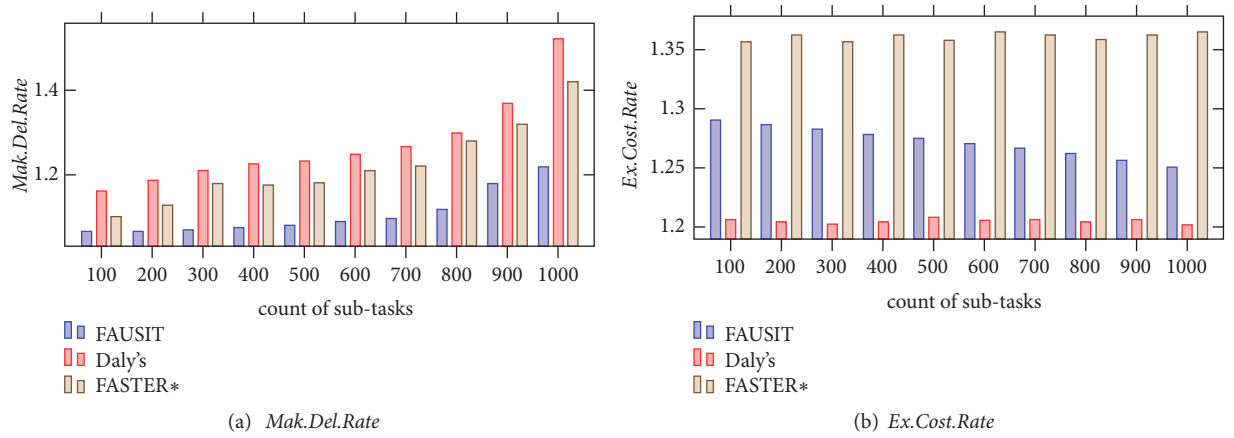 1.4
1.2
Mak.Del.Rate
100 200 300 400 500 600 700 800 900 1000
count of sub-tasks
FAUSIT
Daly's
FASTER*
(a) Mak.Del.Rate
1.35
1.3
1.25
1.2
Ex.Cost.Rate
100 200 300 400 500 600 700 800 900 1000
count of sub-tasks
FAUSIT
Daly's
FASTER*
(b) Ex.Cost.Rate